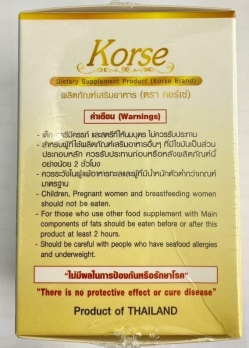 Korse
Dietary Supplement Product (Korse Brand)
ผลิตภัณฑ์เสริมอาหาร (ตรา คอร์เซ่)
คำเตือน (Warnings)
- เด็ก สตรีมีครรภ์ และสตรีที่ให้นมบุตร ไม่ควรรับประทาน
- สำหรับผู้ที่ใช้ผลิตภัณฑ์เสริมอาหารอื่นๆ ที่มีไขมันเป็นส่วน
ประกอบหลัก ควรรับประทานก่อนหรือหลังผลิตภัณฑ์นี้
อย่างน้อย 2 ชั่วโมง
- ควรระวังในผู้แพ้อาหารทะเลและผู้ที่มีน้ำหนักตัวต่ำกว่าเกณฑ์
มาตรฐาน
- Children, Pregnant women and breastfeeding women
should not be eaten.
- For those who use other food supplement with Main
components of fats should be eaten before or after this
product at least 2 hours.
- Should be careful with people who have seafood allergies
and underweight.
"ไม่มีผลในการป้องกันหรือรักษาโรค"
"There is no protective effect or cure disease"
Product of THAILAND